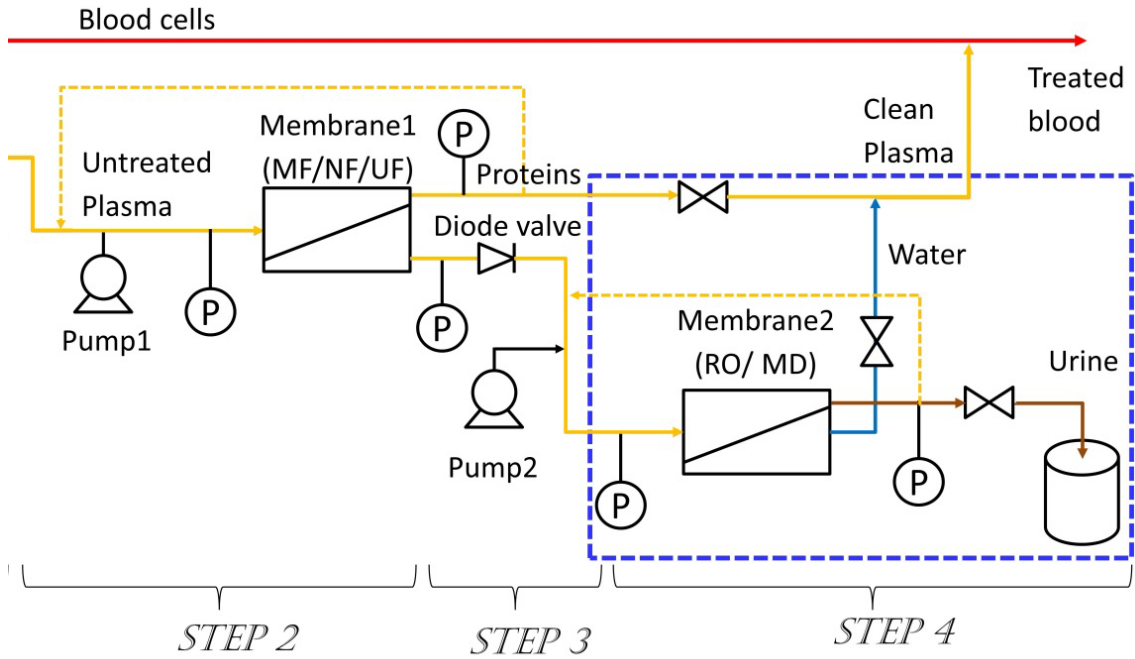 Blood cells
Treated
blood
Clean
Plasma
Membrane1
(MF/NF/UF)
P
Untreated
Plasma
Proteins
Diode valve
Water
P
P
Pump1
Membrane2
(RO/ MD)
Urine
Pump2
P
P
STEP 2
STEP 3
STEP 4